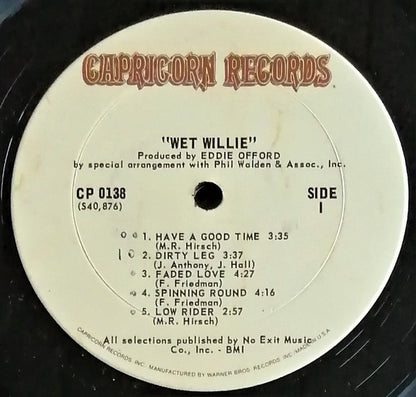 CAPRICORN RECORDS
"WET WILLIE"
Produced by EDDIE OFFORD
by special arrangement with Phil Walden & Assoc., Inc.
CP 0138
(S40,876)
SIDE
1
1. HAVE A GOOD TIME 3:35
(M.R. Hirsch)
2. DIRTY LEG 3:37
(J. Anthony, J. Hall)
3. FADED LOVE 4:27
(F. Friedman)
4. SPINNING ROUND 4:16
(F. Friedman)
5. LOW RIDER 2:57
(M.R. Hirsch)
All selections published by No Exit Music
Co., Inc. - BMI
CAPRICORN RECORDS, INC. MANUFACTURED BY WARNER BROS. RECORDS, INC./MADE IN U.S.A.